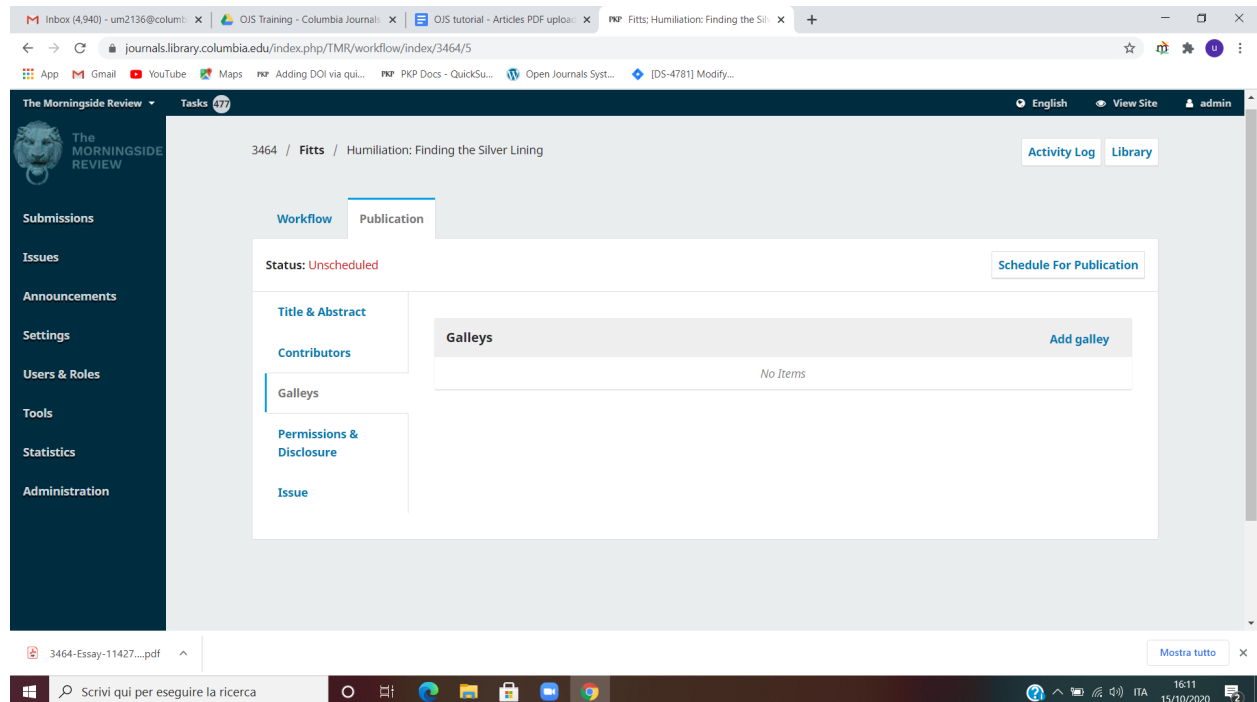 Inbox (4,940) - um2136@columb
OJS Training - Columbia Journals
OJS tutorial - Articles PDF upload
PKP Fitts; Humiliation: Finding the Silv
journals.library.columbia.edu/index.php/TMR/workflow/index/3464/5
App Gmail YouTube Maps PKP Adding DOI via qui... PKP PKP Docs - QuickSu... Open Journals Syst... [DS-4781] Modify...
The Morningside Review Tasks 477 English View Site admin
The
MORNINGSIDE
REVIEW
3464 / Fitts / Humiliation: Finding the Silver Lining
Activity Log Library
Submissions
Issues
Announcements
Settings
Users & Roles
Tools
Statistics
Administration
Workflow Publication
Status: Unscheduled
Schedule For Publication
Title & Abstract
Contributors
Galleys
Permissions &
Disclosure
Issue
Galleys Add galley
No Items
3464-Essay-11427....pdf
Mostra tutto
Scrivi qui per eseguire la ricerca
ITA
16:11
15/10/2020
2